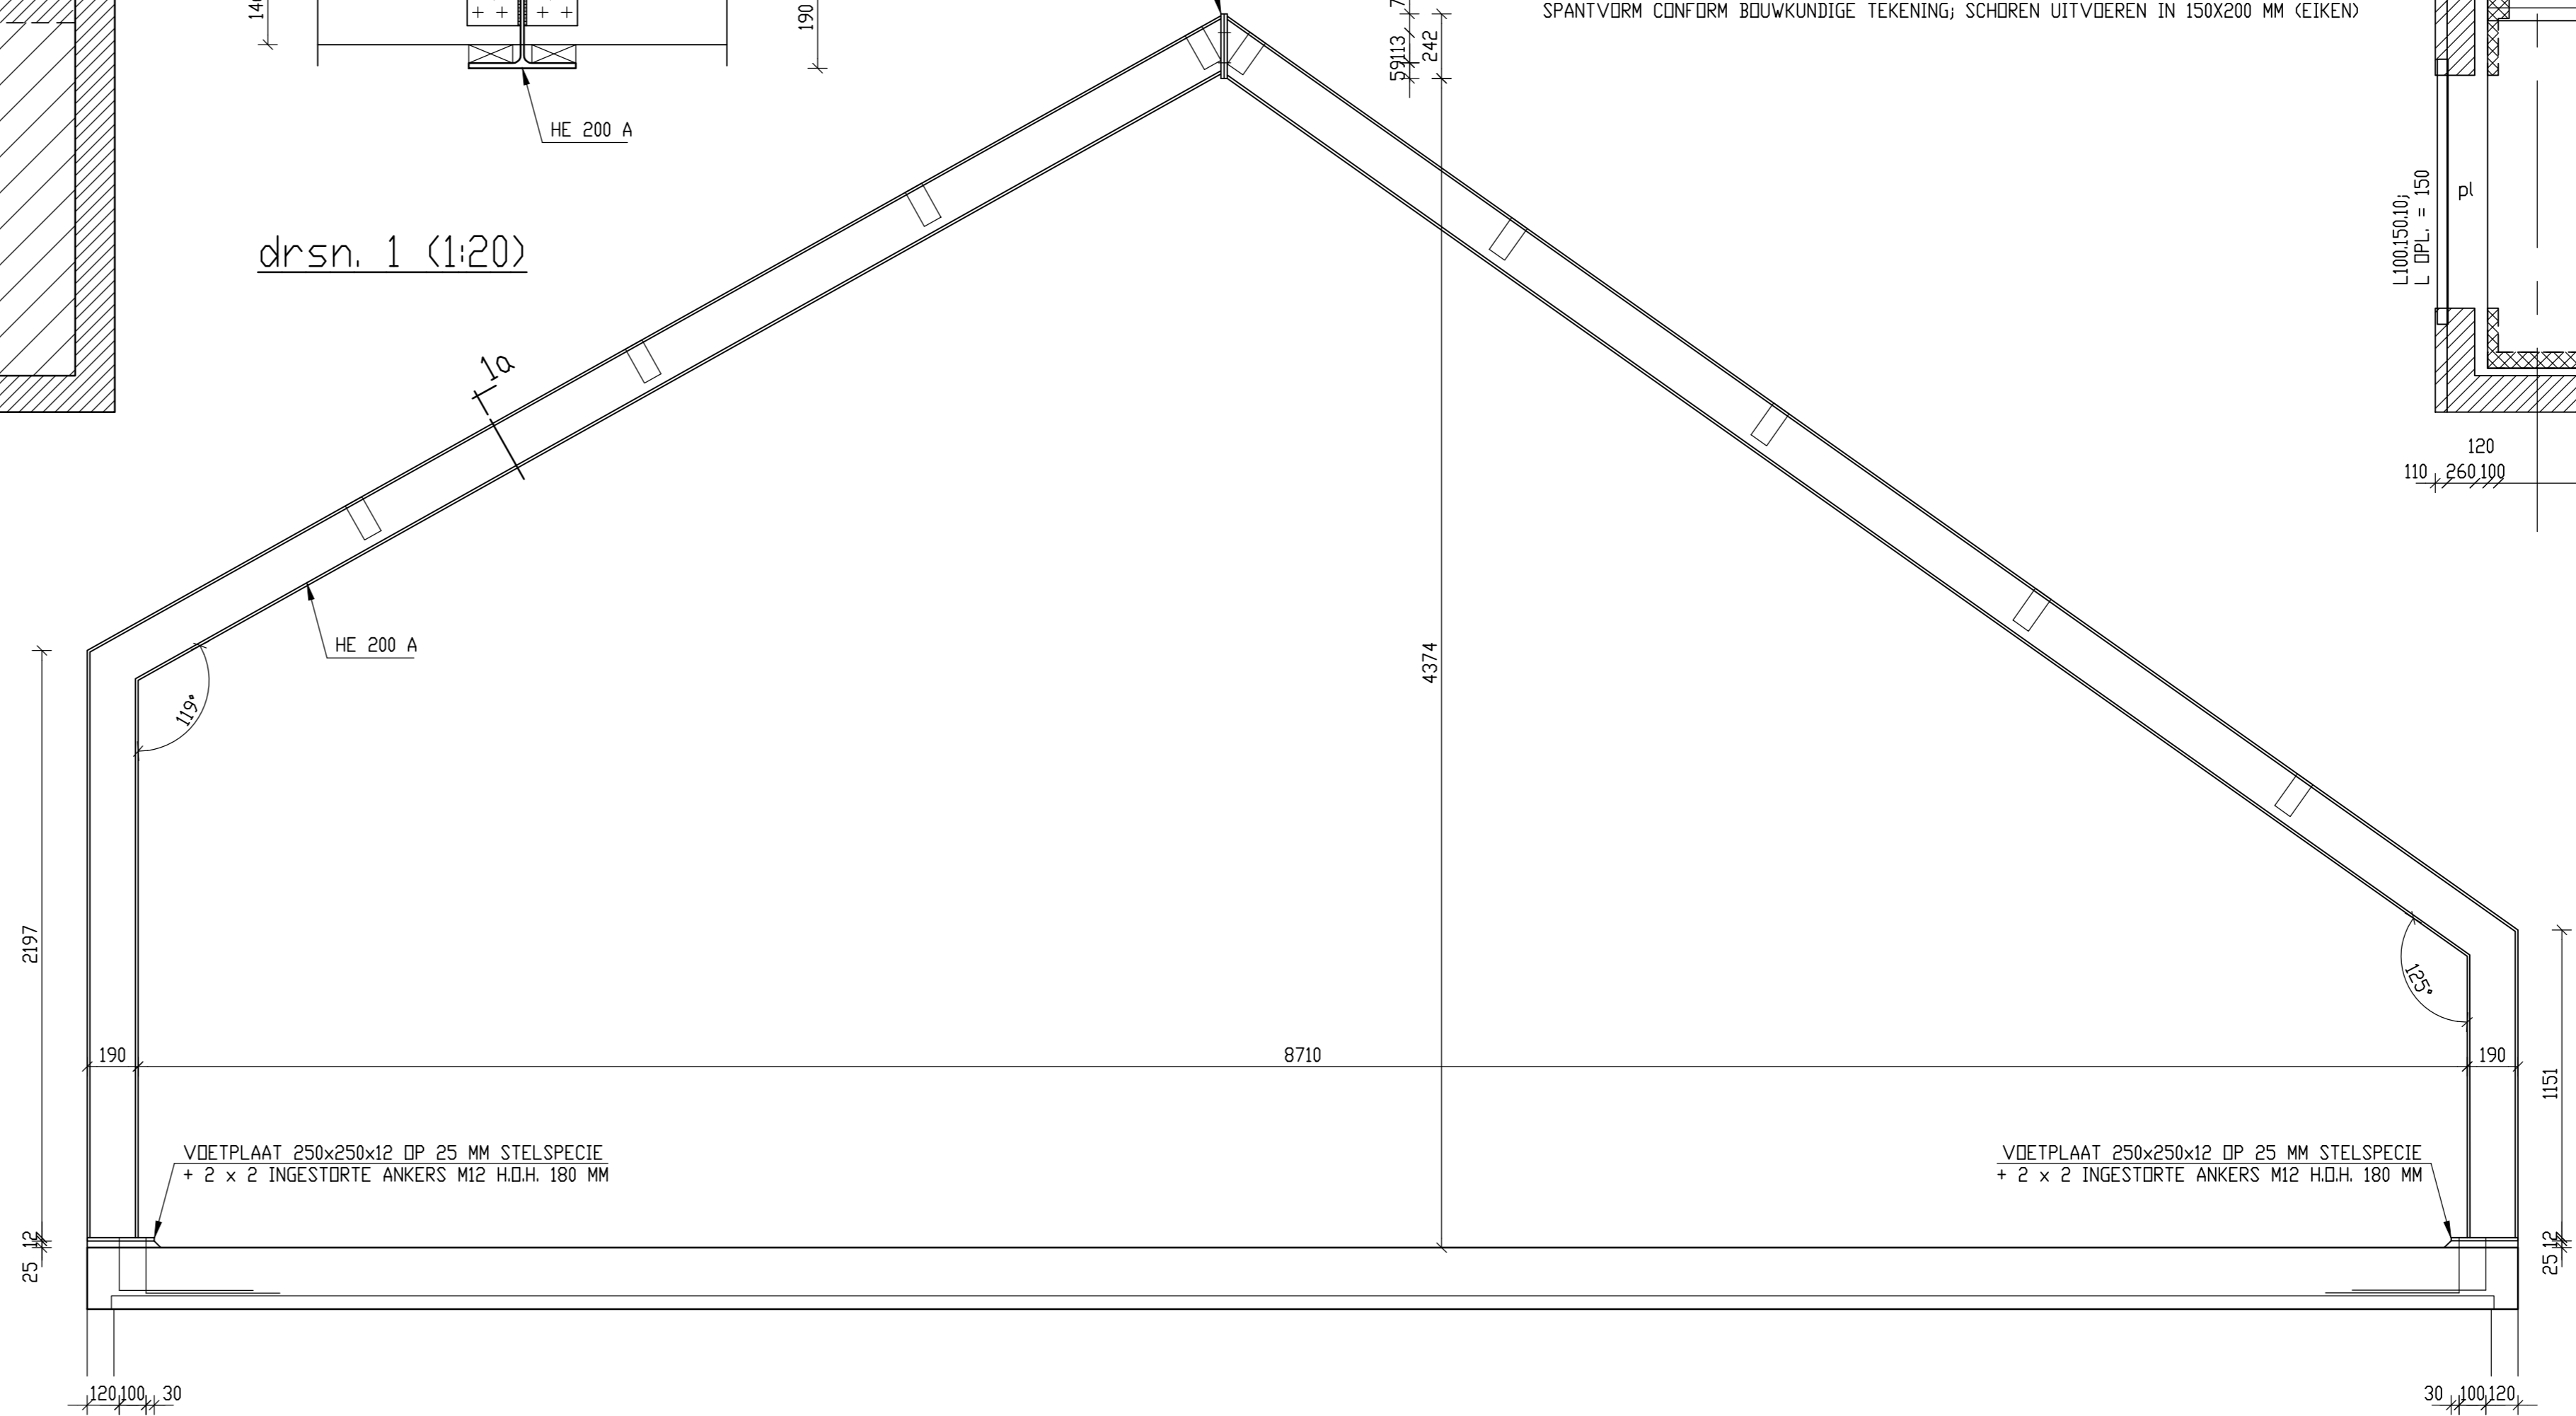 SPANTVORM CONFORM BOUWKUNDIGE TEKENING; SCHOREN UITVOEREN IN 150X200 MM (EIKEN)
190
59
113
242
HE 200 A
drsn. 1 (1:20)
L100.150.10;
L OPL. = 150
pl
1a
120
110 260 100
HE 200 A
119°
4374
2197
125°
190
8710
190
1151
VOETPLAAT 250x250x12 OP 25 MM STELSPECIE
+ 2 x 2 INGESTORTE ANKERS M12 H.O.H. 180 MM
VOETPLAAT 250x250x12 OP 25 MM STELSPECIE
+ 2 x 2 INGESTORTE ANKERS M12 H.O.H. 180 MM
25 12
25 12
120 100 30
30 100 120